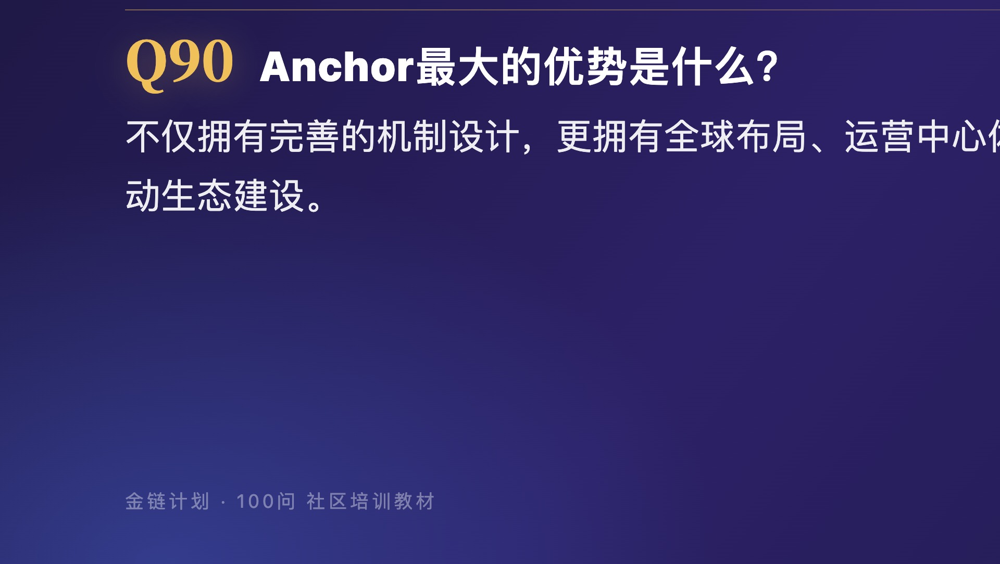 Q90 Anchor最大的优势是什么?
不仅拥有完善的机制设计，更拥有全球布局、运营中心
动生态建设。
金链计划 · 100问 社区培训教材